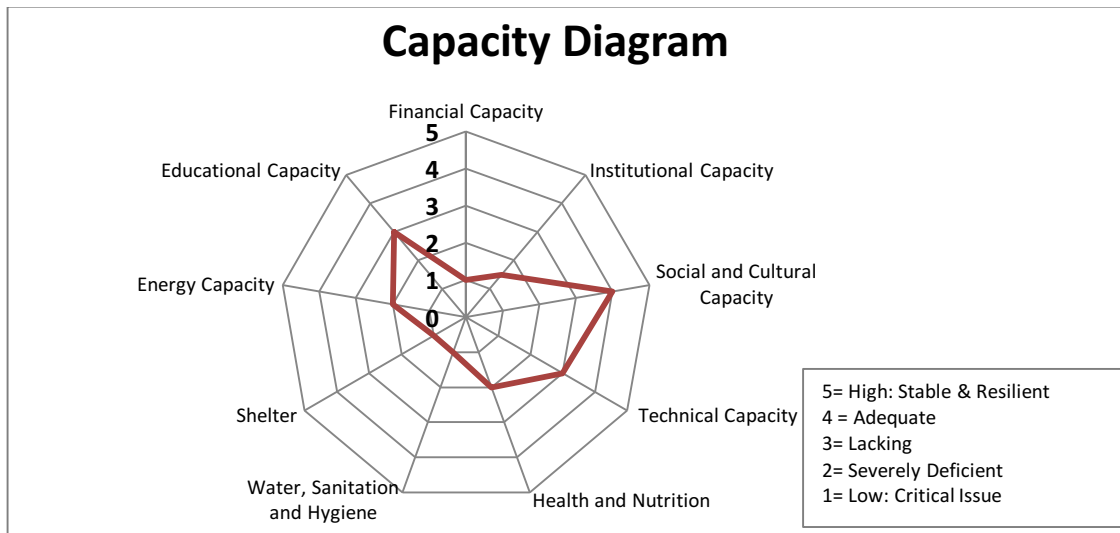 Capacity Diagram
Financial Capacity
5
4
3
2
1
0
Institutional Capacity
Social and Cultural
Capacity
Technical Capacity
Health and Nutrition
Water, Sanitation
and Hygiene
Shelter
Energy Capacity
Educational Capacity
5= High: Stable & Resilient
4 = Adequate
3= Lacking
2= Severely Deficient
1= Low: Critical Issue